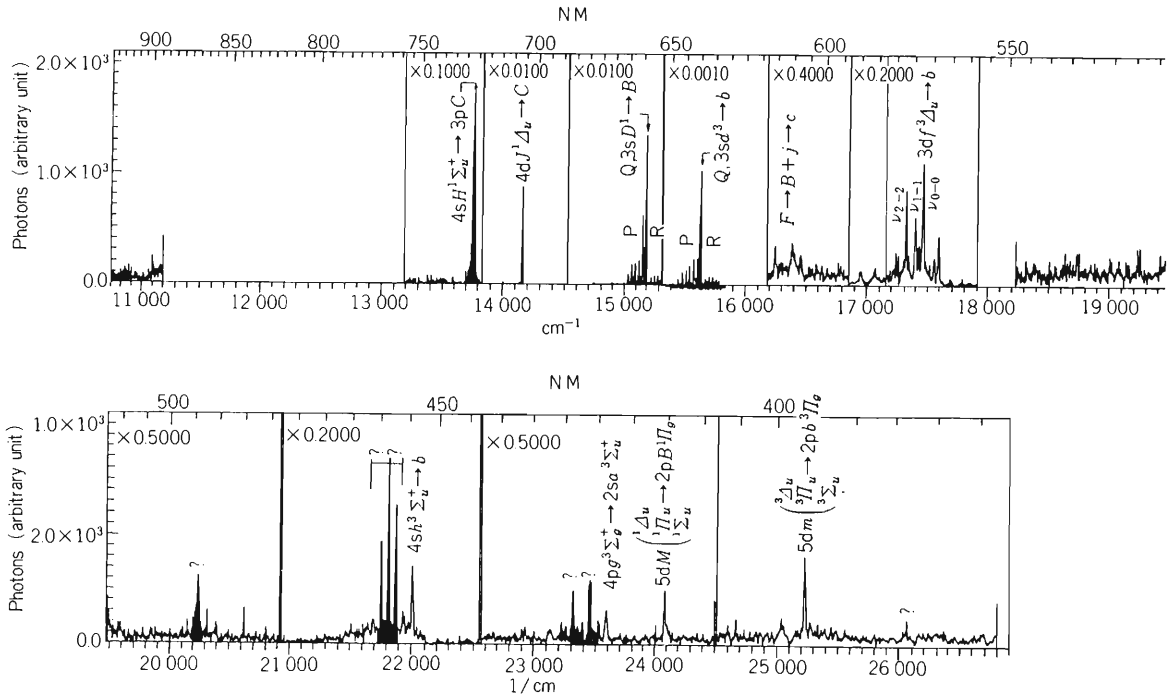 NM
900 850 800 750 700 650 600 550
Photons (arbitrary unit)
2.0×10³
1.0×10³
0.0
×0.1000
×0.0100
×0.0100
×0.0010
×0.4000
×0.2000
4sH¹Σu⁺→3pC
4dJ¹Δu→C
Q,3sD¹→B
P
R
Q,3sd³→b
P
R
F→B+j→c
ν2-2
ν1-1
ν0-0
3df³Δu→b
11 000 12 000 13 000 14 000 15 000 16 000 17 000 18 000 19 000
cm⁻¹
NM
500 450 400
Photons (arbitrary unit)
1.0×10³
2.0×10³
0.0
×0.5000
×0.2000
×0.5000
?
? ?
4sh³Σu⁺→b
? ?
4pg³Σg⁺→2sa³Σu⁺
5dM(¹Δu ¹Πu ¹Σu)→2pB¹Πg
5dm(³Δu ³Πu ³Σu)→2pb³Πg
?
20 000 21 000 22 000 23 000 24 000 25 000 26 000
1/cm